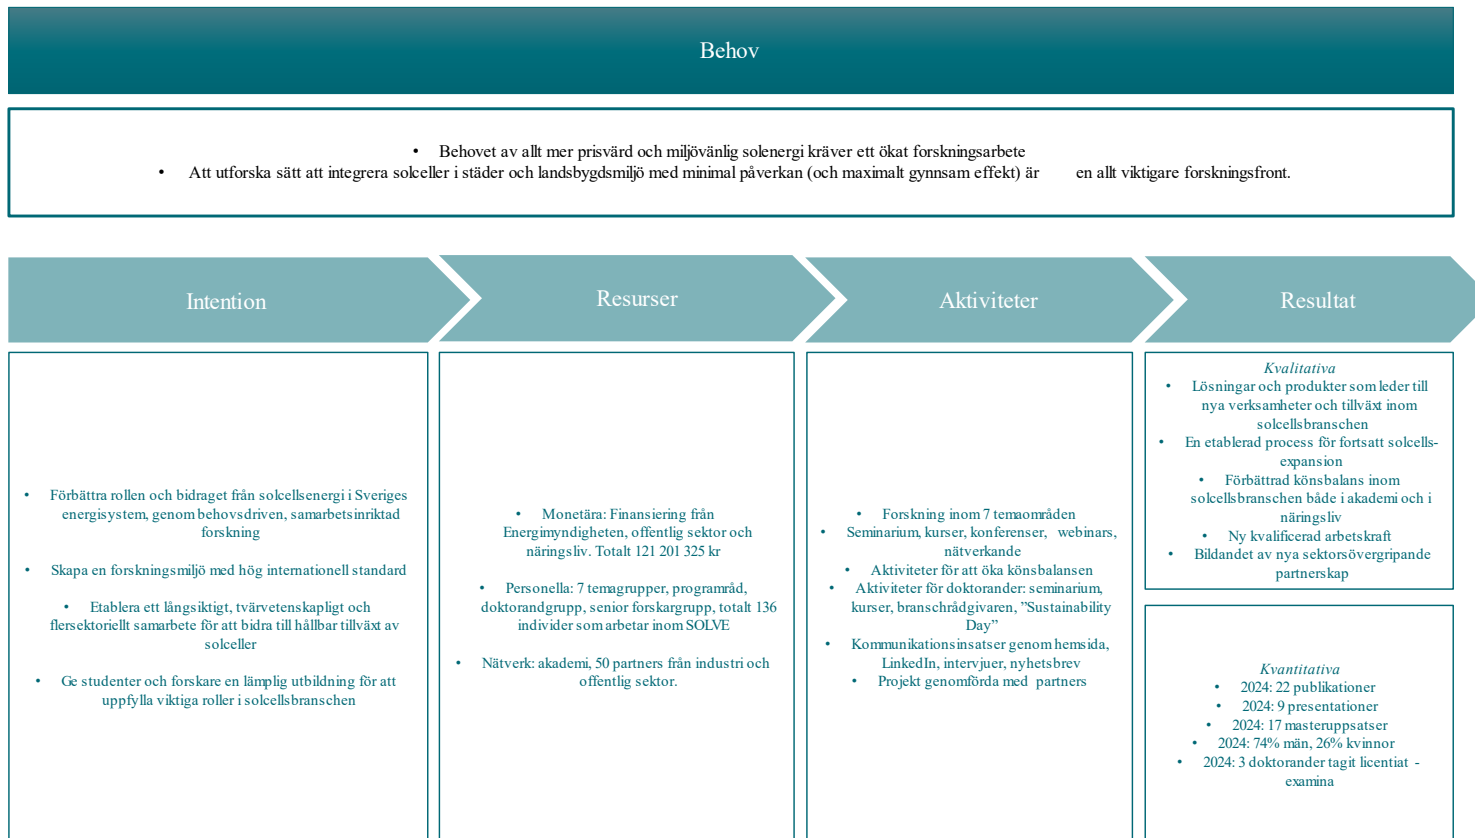 Behov
• Behovet av allt mer prisvärd och miljövänlig solenergi kräver ett ökat forskningsarbete
• Att utforska sätt att integrera solceller i städer och landsbygdsmiljö med minimal påverkan (och maximalt gynnsam effekt) är en allt viktigare forskningsfront.
Intention
• Förbättra rollen och bidraget från solcellsenergi i Sveriges
energisystem, genom behovsdriven, samarbetsinriktad
forskning
• Skapa en forskningsmiljö med hög internationell standard
• Etablera ett långsiktigt, tvärvetenskapligt och
flersektoriellt samarbete för att bidra till hållbar tillväxt av
solceller
• Ge studenter och forskare en lämplig utbildning för att
uppfylla viktiga roller i solcellsbranschen
Resurser
• Monetära: Finansiering från
Energimyndigheten, offentlig sektor och
näringsliv. Totalt 121 201 325 kr
• Personella: 7 temagrupper, programråd,
doktorandgrupp, senior forskargrupp, totalt 136
individer som arbetar inom SOLVE
• Nätverk: akademi, 50 partners från industri och
offentlig sektor.
Aktiviteter
• Forskning inom 7 temaområden
• Seminarium, kurser, konferenser, webinars,
nätverkande
• Aktiviteter för att öka könsbalansen
• Aktiviteter för doktorander: seminarium,
kurser, branschrådgivaren, ”Sustainability
Day”
• Kommunikationsinsatser genom hemsida,
LinkedIn, intervjuer, nyhetsbrev
• Projekt genomförda med partners
Resultat
Kvalitativa
• Lösningar och produkter som leder till
nya verksamheter och tillväxt inom
solcellsbranschen
• En etablerad process för fortsatt solcells-
expansion
• Förbättrad könsbalans inom
solcellsbranschen både i akademi och i
näringsliv
• Ny kvalificerad arbetskraft
• Bildandet av nya sektorsövergripande
partnerskap
Kvantitativa
• 2024: 22 publikationer
• 2024: 9 presentationer
• 2024: 17 masteruppsatser
• 2024: 74% män, 26% kvinnor
• 2024: 3 doktorander tagit licentiat -
examina